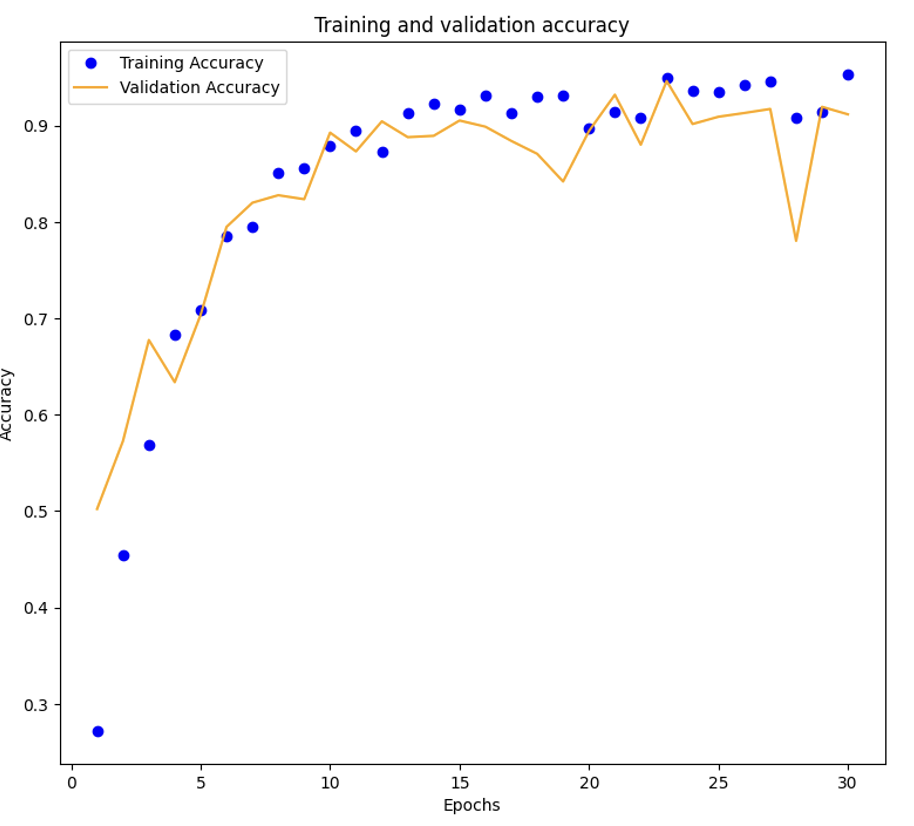 Training and validation accuracy
Training Accuracy
Validation Accuracy
0.9
0.8
0.7
0.6
0.5
0.4
0.3
Accuracy
0 5 10 15 20 25 30
Epochs